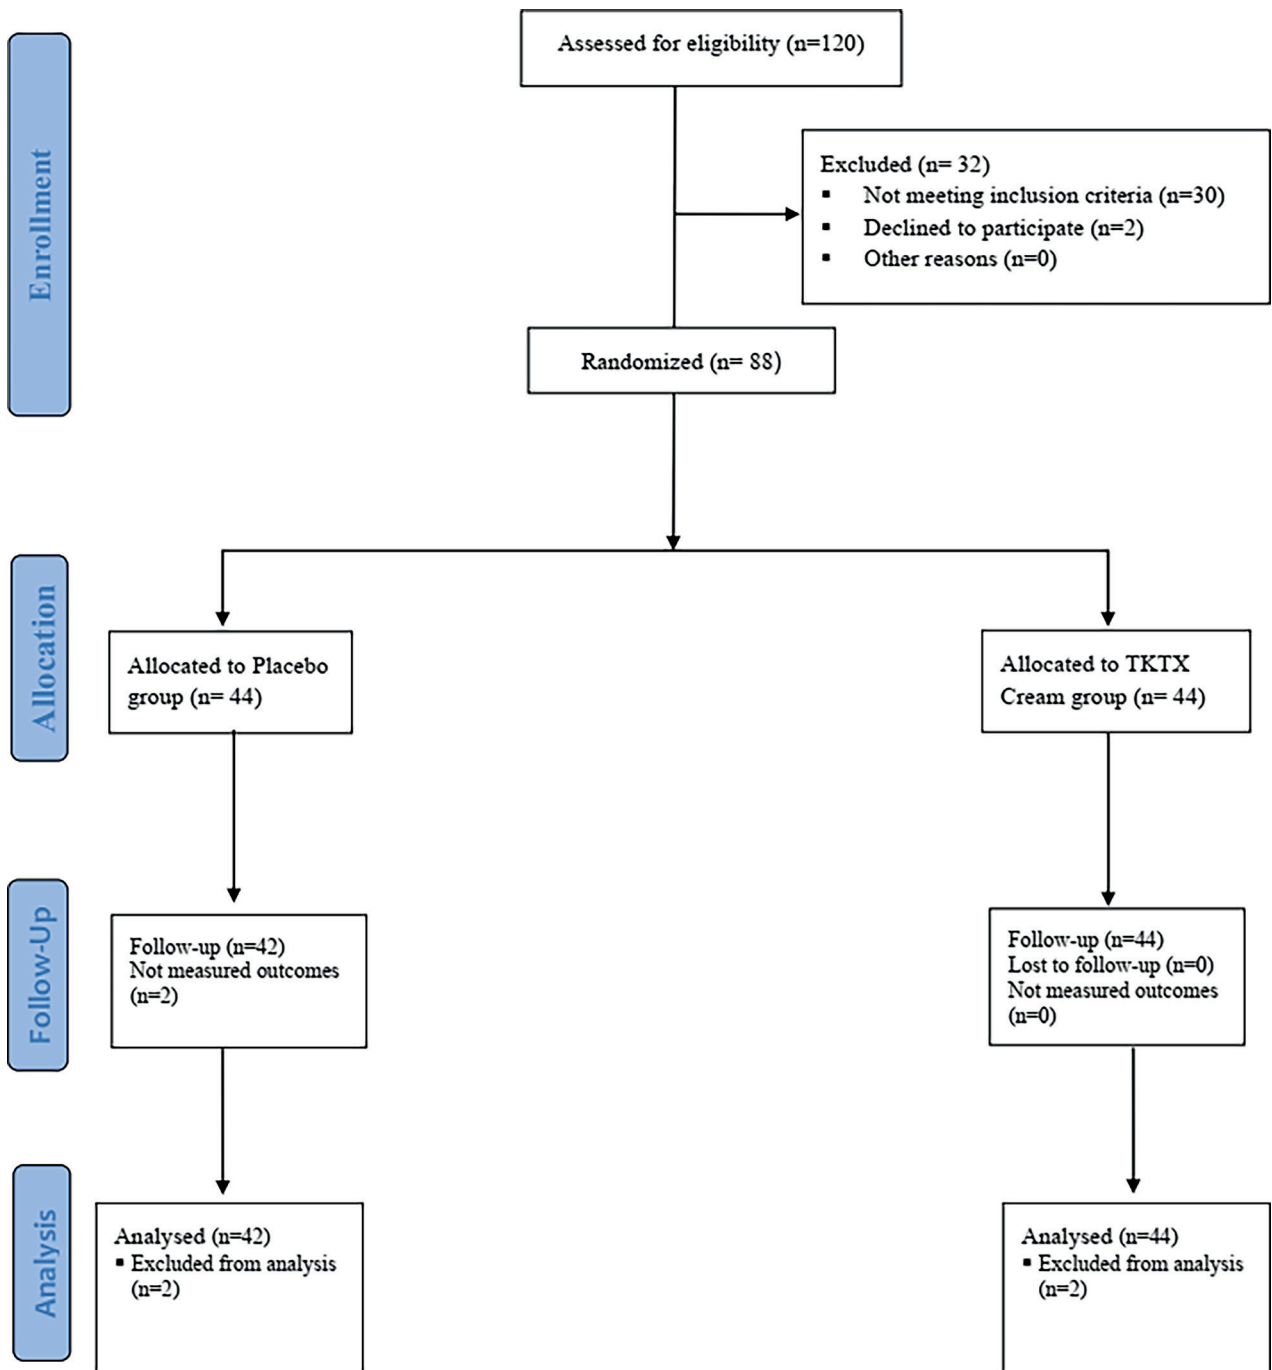 Enrollment
Assessed for eligibility (n=120)
Excluded (n= 32)
▪ Not meeting inclusion criteria (n=30)
▪ Declined to participate (n=2)
▪ Other reasons (n=0)
Randomized (n= 88)
Allocation
Allocated to Placebo
group (n= 44)
Allocated to TKTX
Cream group (n= 44)
Follow-Up
Follow-up (n=42)
Not measured outcomes
(n=2)
Follow-up (n=44)
Lost to follow-up (n=0)
Not measured outcomes
(n=0)
Analysis
Analysed (n=42)
▪ Excluded from analysis
(n=2)
Analysed (n=44)
▪ Excluded from analysis
(n=2)